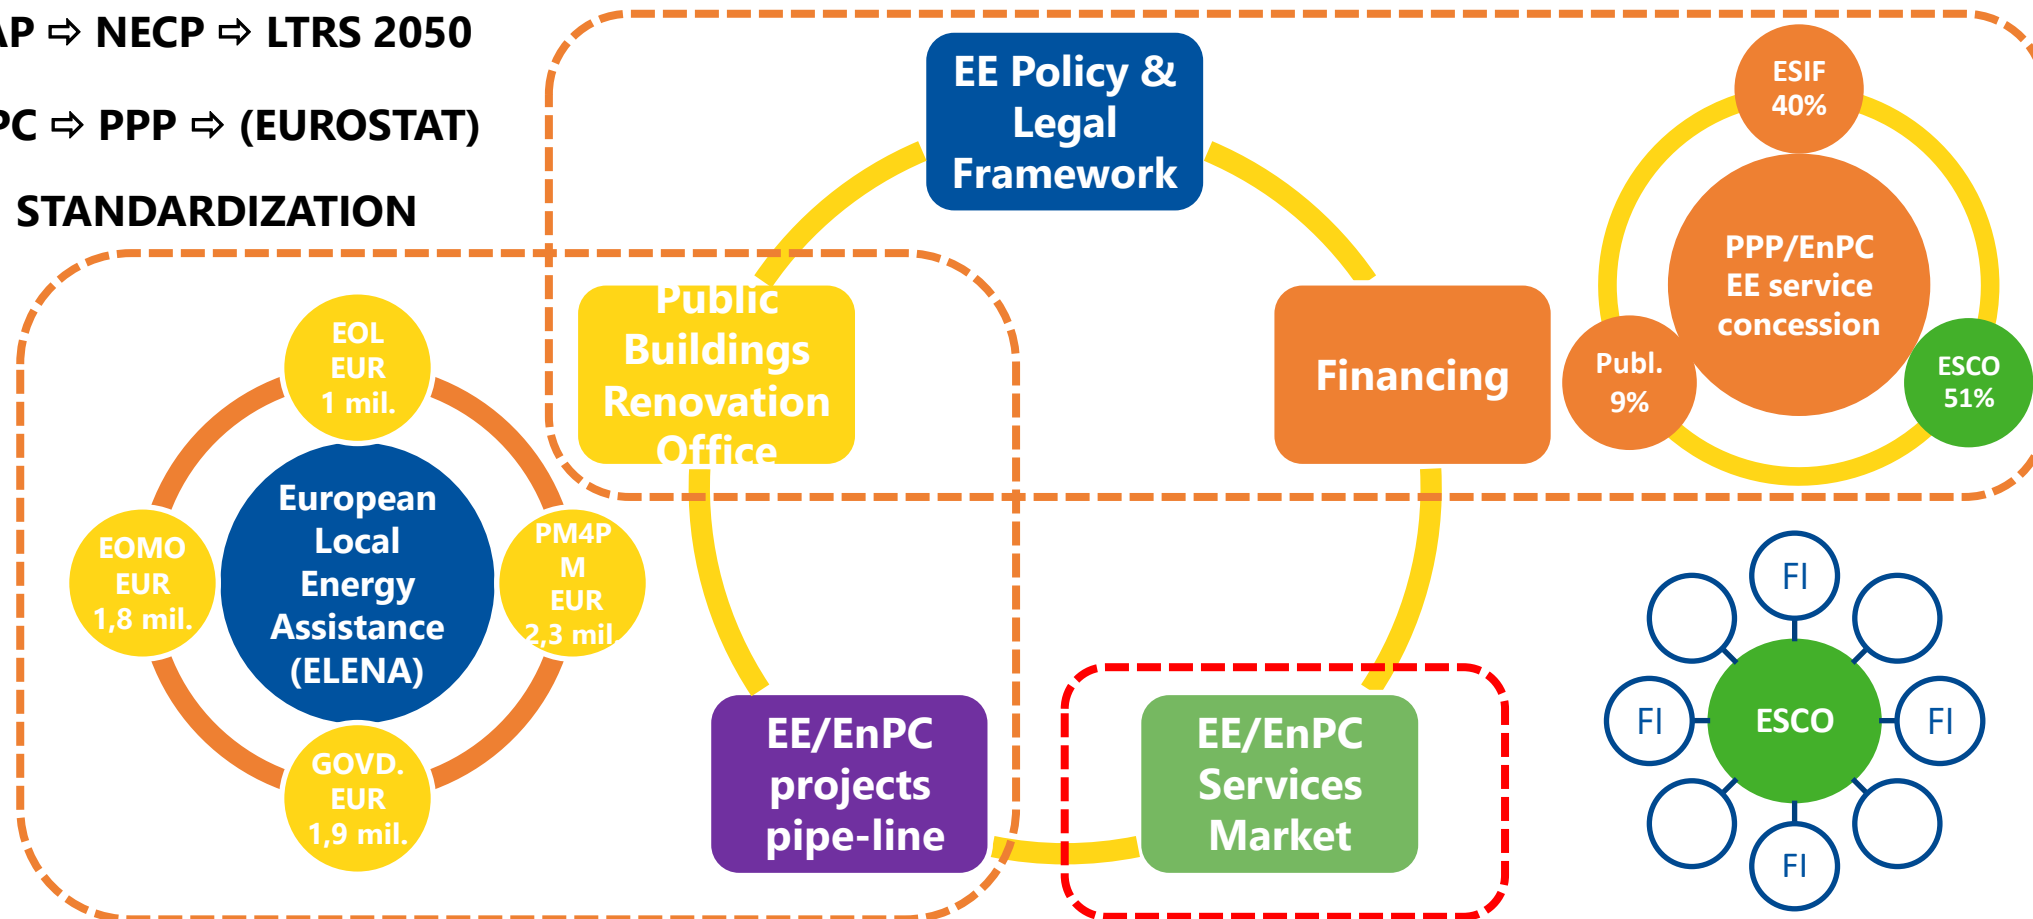 AP ⇨ NECP ⇨ LTRS 2050
PC ⇨ PPP ⇨ (EUROSTAT)
STANDARDIZATION
EE Policy &
Legal
Framework
ESIF
40%
PPP/EnPC
EE service
concession
Publ.
9%
ESCO
51%
Public
Buildings
Renovation
Office
Financing
EOL
EUR
1 mil.
European
Local
Energy
Assistance
(ELENA)
EOMO
EUR
1,8 mil.
PM4P
M
EUR
2,3 mil.
GOVD.
EUR
1,9 mil.
EE/EnPC
projects
pipe-line
EE/EnPC
Services
Market
FI
FI
ESCO
FI
FI